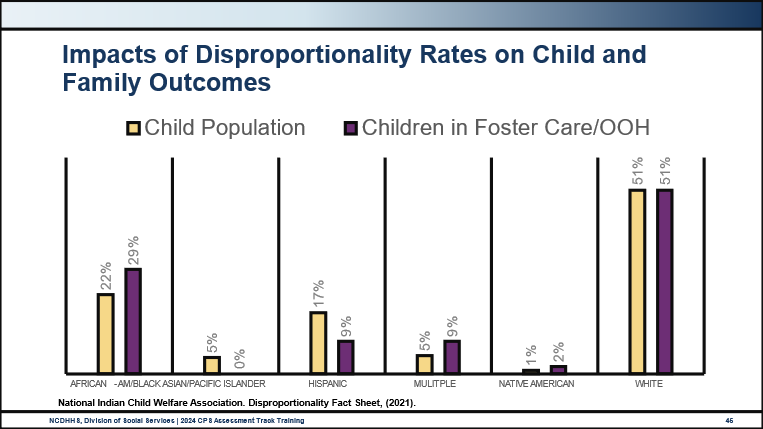 Impacts of Disproportionality Rates on Child and
Family Outcomes
Child Population Children in Foster Care/OOH
22% 29% 5% 0% 17% 9% 5% 9% 1% 2% 51% 51%
AFRICAN -AM/BLACK ASIAN/PACIFIC ISLANDER HISPANIC MULITPLE NATIVE AMERICAN WHITE
National Indian Child Welfare Association. Disproportionality Fact Sheet, (2021).
NCDHHS, Division of Social Services | 2024 CPS Assessment Track Training 46